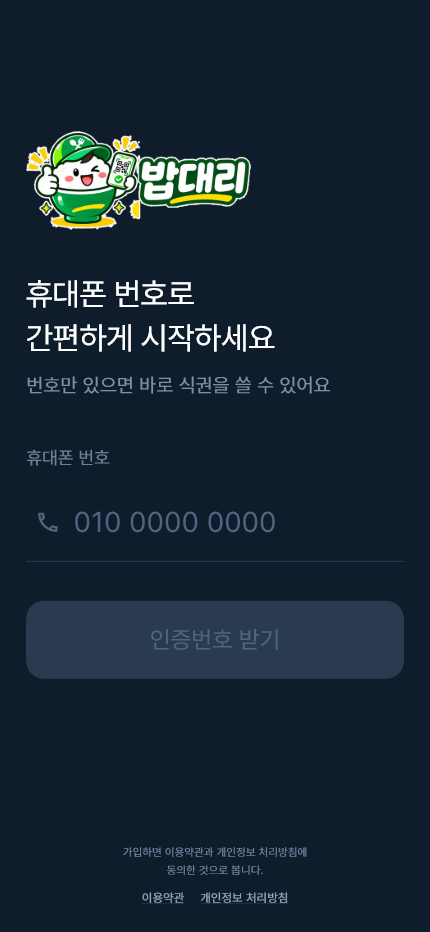 밥대리
휴대폰 번호로
간편하게 시작하세요
번호만 있으면 바로 식권을 쓸 수 있어요
휴대폰 번호
010 0000 0000
인증번호 받기
가입하면 이용약관과 개인정보 처리방침에
동의한 것으로 봅니다.
이용약관 개인정보 처리방침